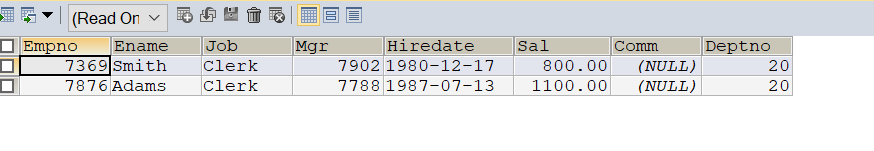 (Read On
Empno Ename Job Mgr Hiredate Sal Comm Deptno
7369 Smith Clerk 7902 1980-12-17 800.00 (NULL) 20
7876 Adams Clerk 7788 1987-07-13 1100.00 (NULL) 20